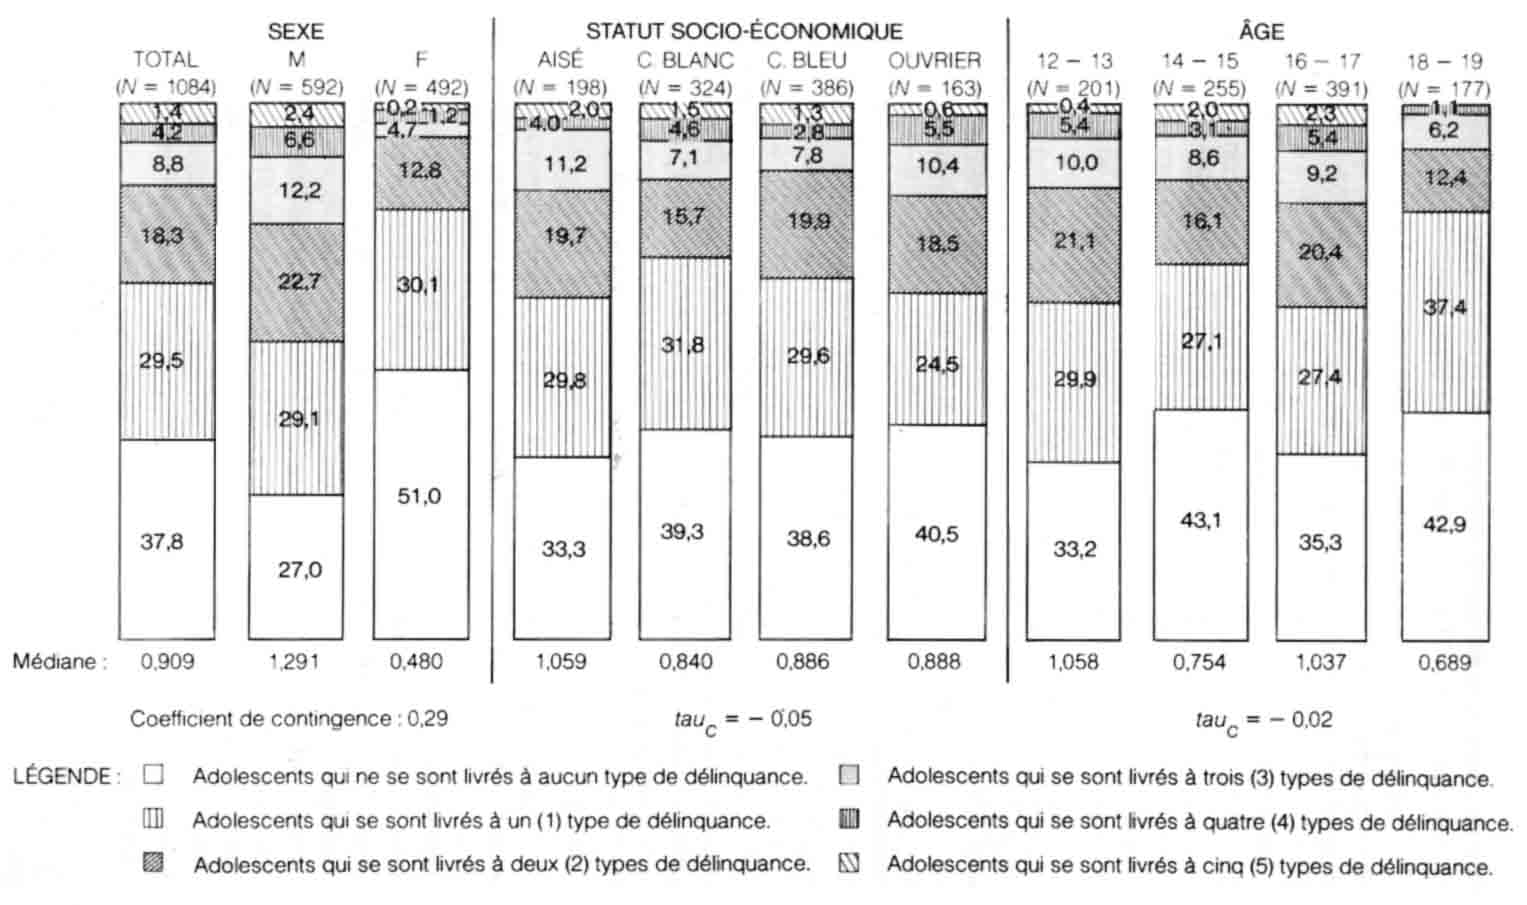 SEXE STATUT SOCIO-ÉCONOMIQUE ÂGE
TOTAL M F AISÉ C. BLANC C. BLEU OUVRIER 12 – 13 14 – 15 16 – 17 18 – 19
(N = 1084) (N = 592) (N = 492) (N = 198) (N = 324) (N = 386) (N = 163) (N = 201) (N = 255) (N = 391) (N = 177)
1,4 2,4 0,2 1,2 2,0 1,5 1,3 0,6 0,4 2,0 2,3 1,1
4,2 6,6 4,7 4,0 4,6 2,8 5,5 5,4 3,1 5,4 6,2
8,8 12,2 12,8 11,2 7,1 7,8 10,4 10,0 8,6 9,2 12,4
18,3 22,7 30,1 19,7 15,7 19,9 18,5 21,1 16,1 20,4 37,4
29,5 29,1 51,0 29,8 31,8 29,6 24,5 29,9 27,1 27,4 42,9
37,8 27,0 33,3 39,3 38,6 40,5 33,2 43,1 35,3
Médiane : 0,909 1,291 0,480 1,059 0,840 0,886 0,888 1,058 0,754 1,037 0,689
Coefficient de contingence : 0,29 tau_c = – 0,05 tau_c = – 0,02
LÉGENDE : Adolescents qui ne se sont livrés à aucun type de délinquance. Adolescents qui se sont livrés à trois (3) types de délinquance.
Adolescents qui se sont livrés à un (1) type de délinquance. Adolescents qui se sont livrés à quatre (4) types de délinquance.
Adolescents qui se sont livrés à deux (2) types de délinquance. Adolescents qui se sont livrés à cinq (5) types de délinquance.